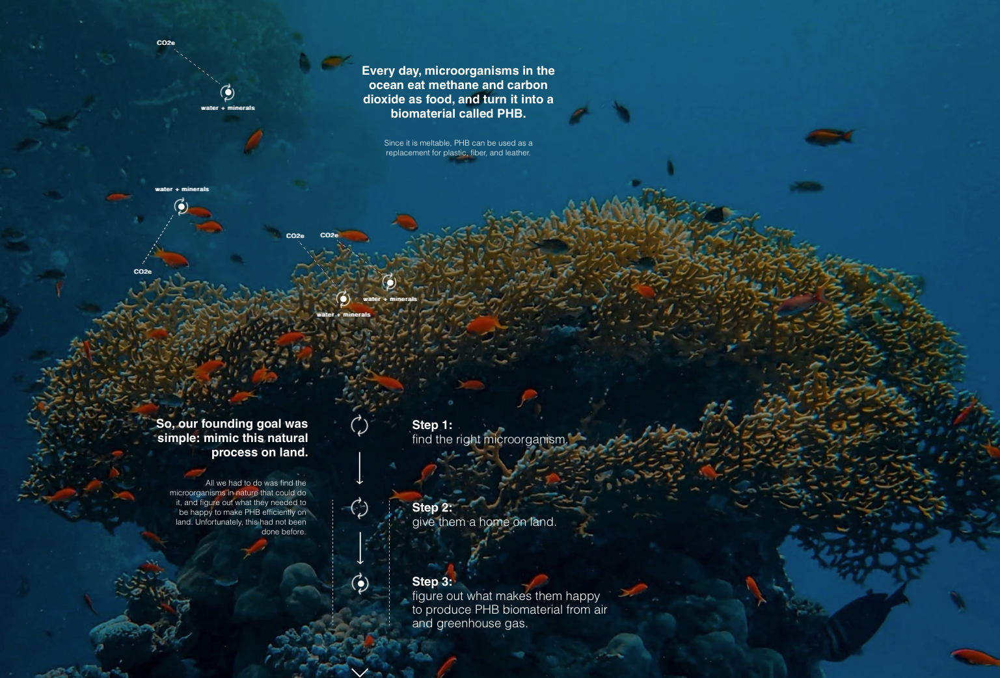 CO2e
water + minerals
Every day, microorganisms in the
ocean eat methane and carbon
dioxide as food, and turn it into a
biomaterial called PHB.
Since it is meltable, PHB can be used as a
replacement for plastic, fiber, and leather.
water + minerals
CO2e
CO2e
CO2e
water + minerals
water + minerals
So, our founding goal was
simple: mimic this natural
process on land.
All we had to do was find the
microorganisms in nature that could do
it, and figure out what they needed to
be happy to make PHB efficiently on
land. Unfortunately, this had not been
done before.
Step 1:
find the right microorganism.
Step 2:
give them a home on land.
Step 3:
figure out what makes them happy
to produce PHB biomaterial from air
and greenhouse gas.